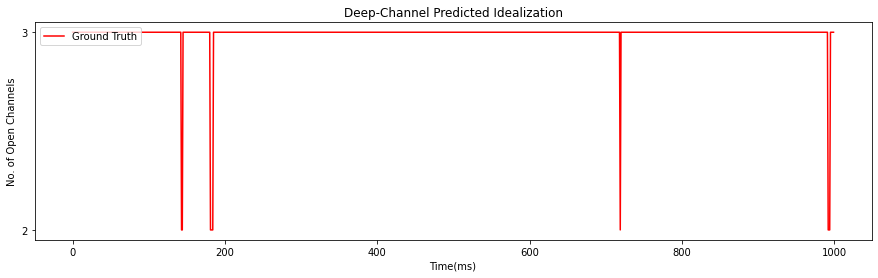 Deep-Channel Predicted Idealization
Ground Truth
3
No. of Open Channels
2
0 200 400 600 800 1000
Time(ms)